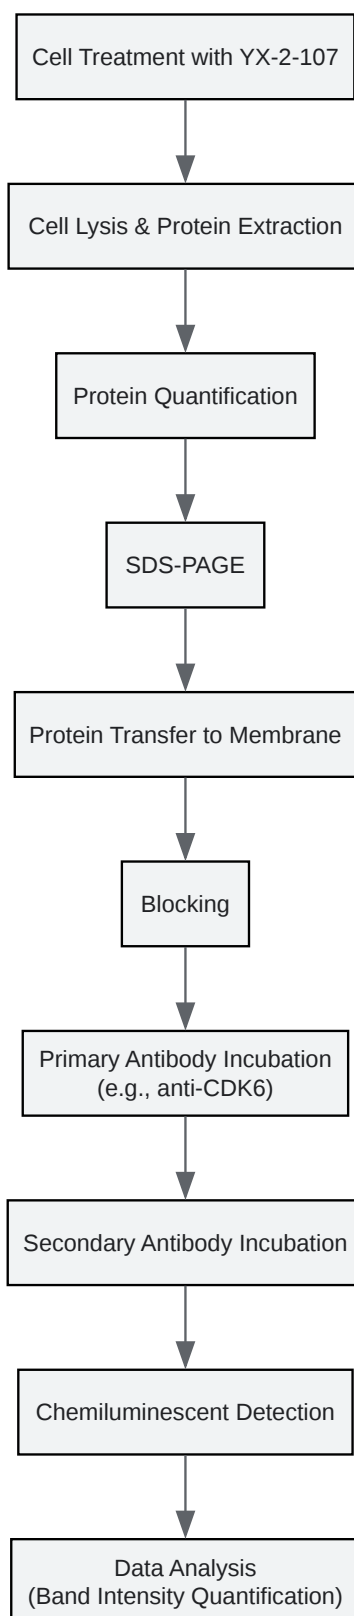 Cell Treatment with YX-2-107
Cell Lysis & Protein Extraction
Protein Quantification
SDS-PAGE
Protein Transfer to Membrane
Blocking
Primary Antibody Incubation
(e.g., anti-CDK6)
Secondary Antibody Incubation
Chemiluminescent Detection
Data Analysis
(Band Intensity Quantification)